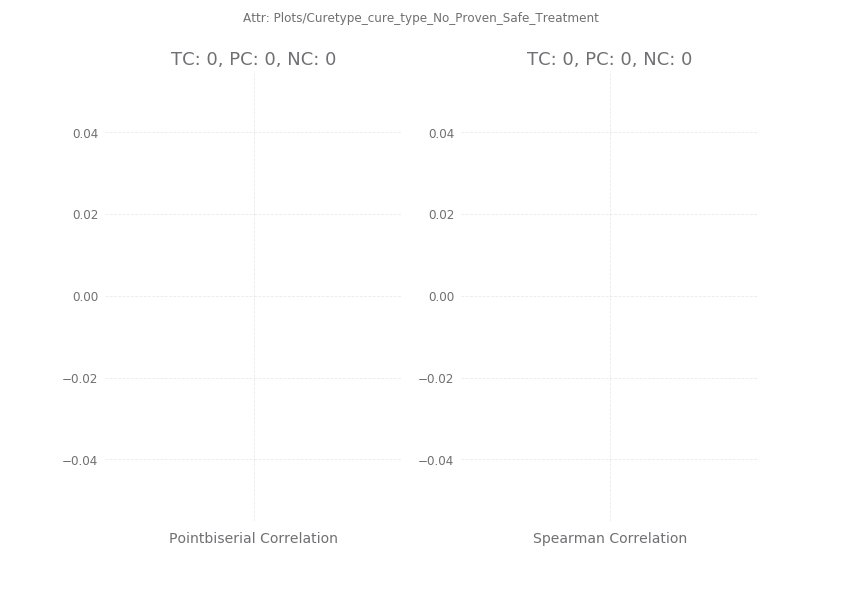 Attr: Plots/Curetype_cure_type_No_Proven_Safe_Treatment
TC: 0, PC: 0, NC: 0
0.04
0.02
0.00
−0.02
−0.04
Pointbiserial Correlation
TC: 0, PC: 0, NC: 0
0.04
0.02
0.00
−0.02
−0.04
Spearman Correlation